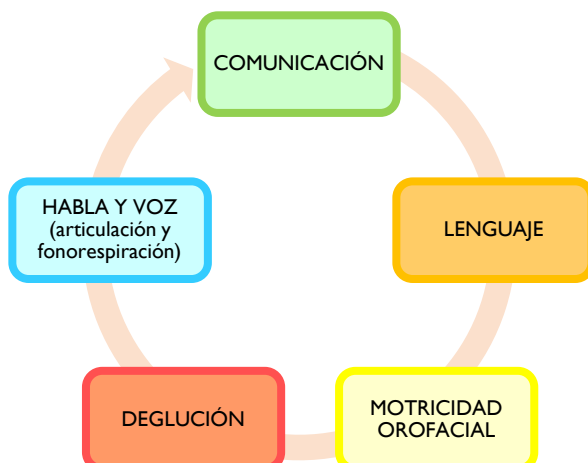 COMUNICACIÓN
LENGUAJE
MOTRICIDAD
OROFACIAL
DEGLUCIÓN
HABLA Y VOZ
(articulación y
fonorespiración)